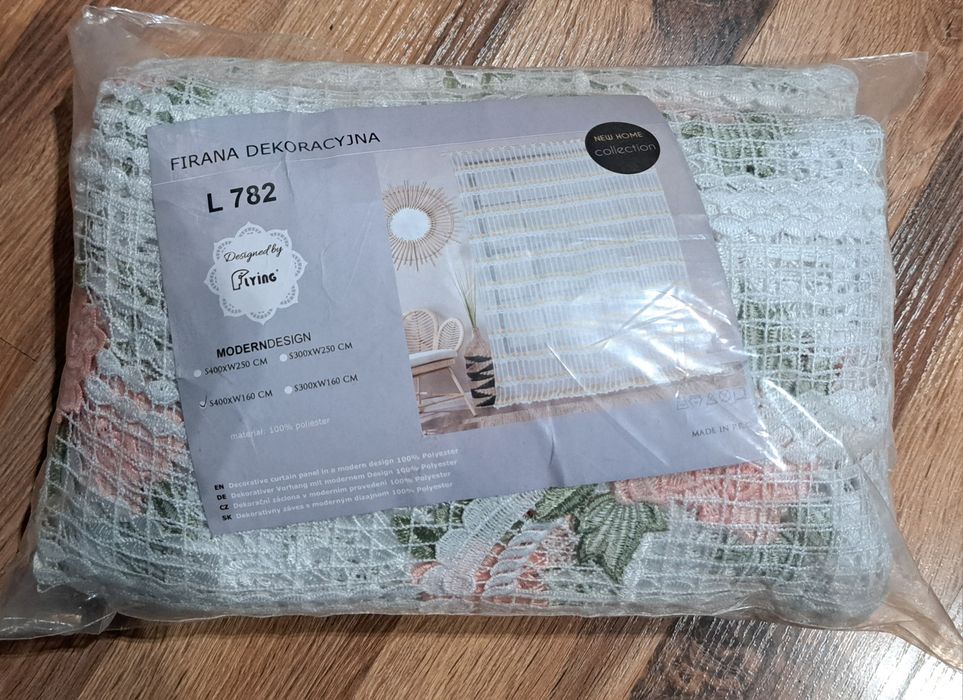 FIRANA DEKORACYJNA
NEW HOME
collection
L 782
Designed by
FLYING
MODERNDESIGN
S400XW250 CM S300XW250 CM
S400XW160 CM S300XW160 CM
materiał: 100% poliester
MADE IN P.R.C
EN Decorative curtain panel in a modern design 100% Polyester
DE Dekorativer Vorhang mit modernem Design 100% Polyester
CZ Dekorační záclona v moderním provedení 100% Polyester
SK Dekoratívny záves v moderným dizajnom 100% Polyester